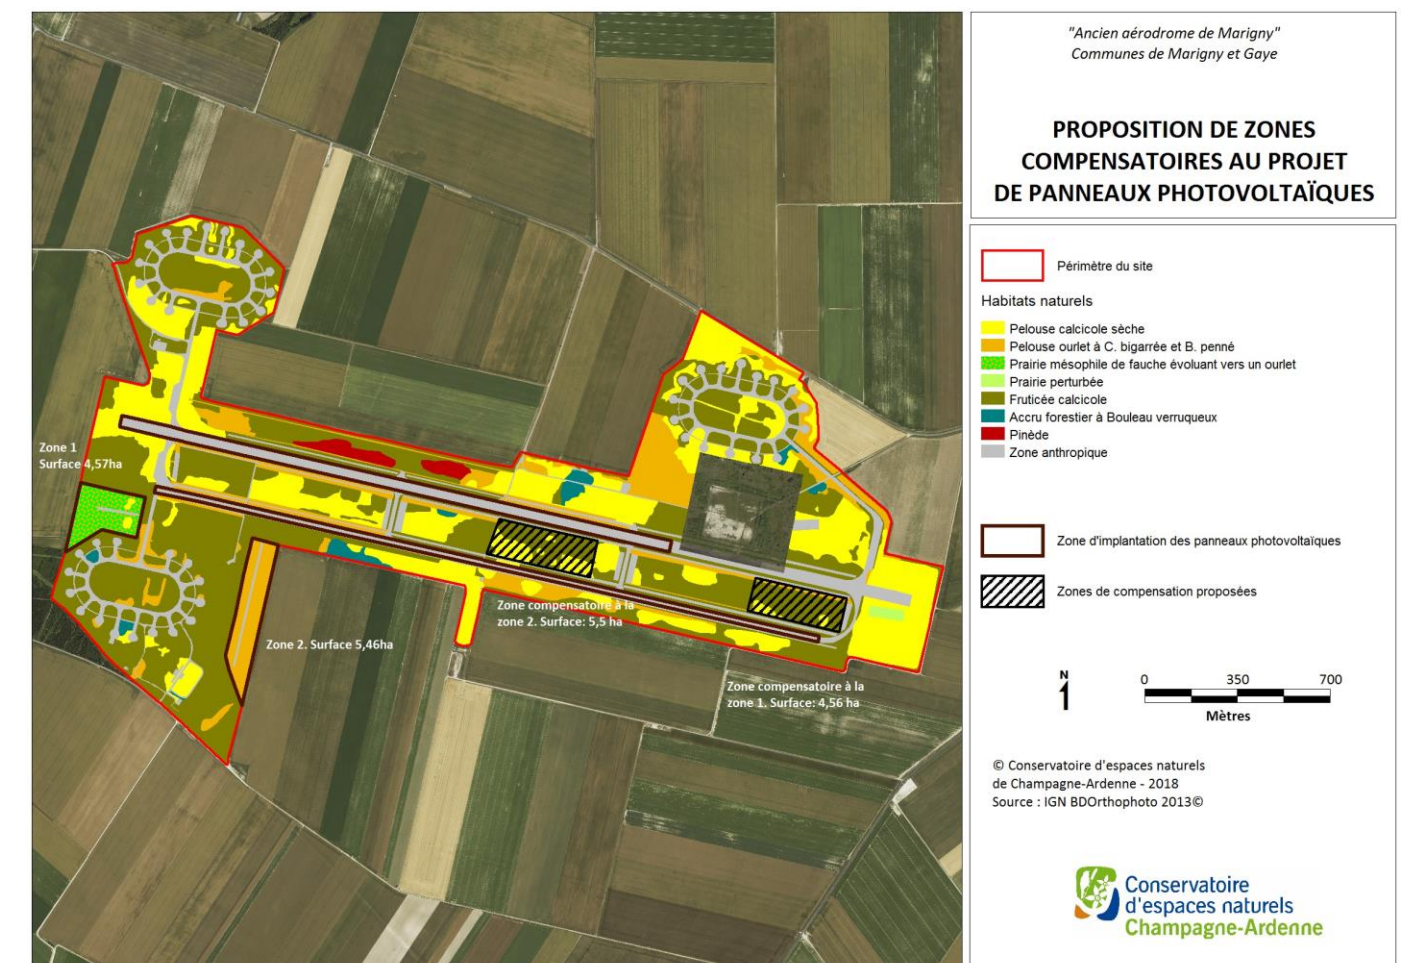 "Ancien aérodrome de Marigny"
Communes de Marigny et Gaye
PROPOSITION DE ZONES
COMPENSATOIRES AU PROJET
DE PANNEAUX PHOTOVOLTAÏQUES
Périmètre du site
Habitats naturels
Pelouse calcicole sèche
Pelouse ourlet à C. bigarrée et B. penné
Prairie mésophile de fauche évoluant vers un ourlet
Prairie perturbée
Fruticée calcicole
Accru forestier à Bouleau verruqueux
Pinède
Zone anthropique
Zone d'implantation des panneaux photovoltaïques
Zones de compensation proposées
N
0 350 700
Mètres
© Conservatoire d'espaces naturels
de Champagne-Ardenne - 2018
Source : IGN BDOrthophoto 2013©
Conservatoire
d'espaces naturels
Champagne-Ardenne
Zone 1
Surface 4,57ha
Zone compensatoire à la
zone 2. Surface: 5,5 ha
Zone 2. Surface 5,46ha
Zone compensatoire à la
zone 1. Surface: 4,56 ha